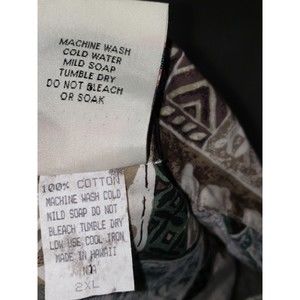 MACHINE WASH
COLD WATER
MILD SOAP
TUMBLE DRY
DO NOT BLEACH
OR SOAK
100% COTTON
MACHINE WASH COLD
MILD SOAP DO NOT
BLEACH TUMBLE DRY
LOW USE COOL IRON
MADE IN HAWAII
2XL